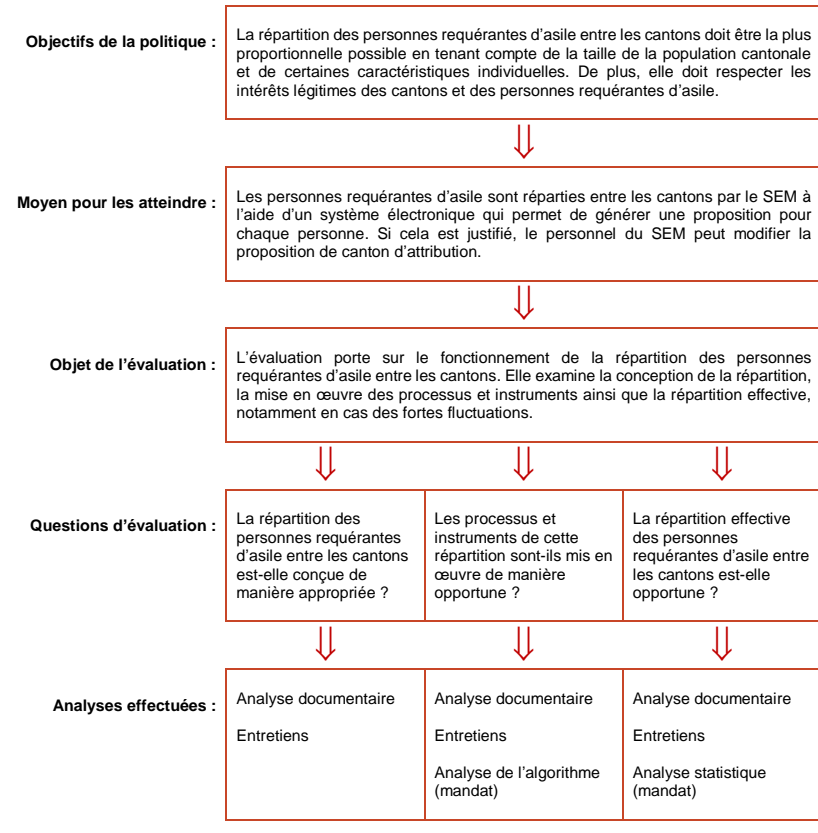 Objectifs de la politique :
La répartition des personnes requérantes d'asile entre les cantons doit être la plus
proportionnelle possible en tenant compte de la taille de la population cantonale
et de certaines caractéristiques individuelles. De plus, elle doit respecter les
intérêts légitimes des cantons et des personnes requérantes d'asile.
Moyen pour les atteindre :
Les personnes requérantes d'asile sont réparties entre les cantons par le SEM à
l'aide d'un système électronique qui permet de générer une proposition pour
chaque personne. Si cela est justifié, le personnel du SEM peut modifier la
proposition de canton d'attribution.
Objet de l'évaluation :
L'évaluation porte sur le fonctionnement de la répartition des personnes
requérantes d'asile entre les cantons. Elle examine la conception de la répartition,
la mise en œuvre des processus et instruments ainsi que la répartition effective,
notamment en cas des fortes fluctuations.
Questions d'évaluation :
La répartition des
personnes requérantes
d'asile entre les cantons
est-elle conçue de
manière appropriée ?
Les processus et
instruments de cette
répartition sont-ils mis en
œuvre de manière
opportune ?
La répartition effective
des personnes
requérantes d'asile entre
les cantons est-elle
opportune ?
Analyses effectuées :
Analyse documentaire
Entretiens
Analyse documentaire
Entretiens
Analyse de l'algorithme
(mandat)
Analyse documentaire
Entretiens
Analyse statistique
(mandat)